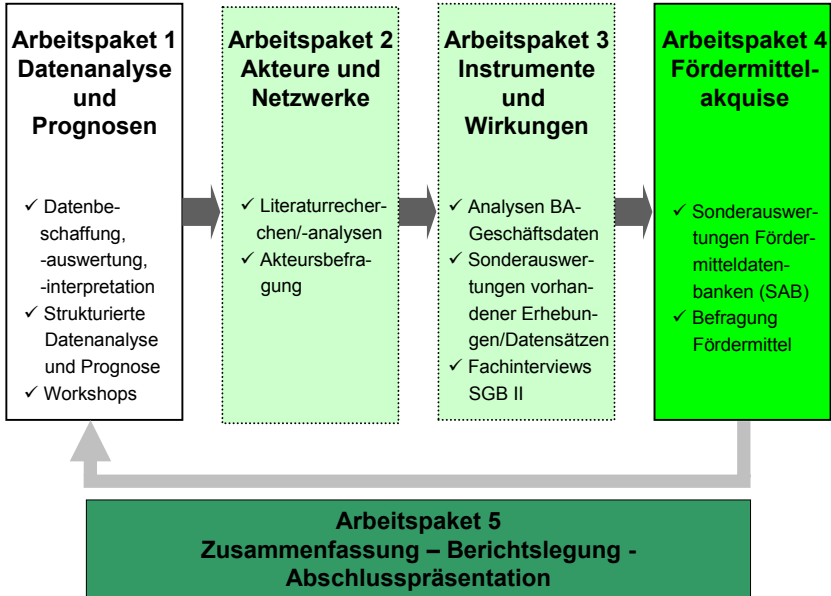 Arbeitspaket 1
Datenanalyse
und
Prognosen
✓ Datenbe-
schaffung,
-auswertung,
-interpretation
✓ Strukturierte
Datenanalyse
und Prognose
✓ Workshops
Arbeitspaket 2
Akteure und
Netzwerke
✓ Literaturrecher-
chen/-analysen
✓ Akteursbefra-
gung
Arbeitspaket 3
Instrumente
und
Wirkungen
✓ Analysen BA-
Geschäftsdaten
✓ Sonderauswer-
tungen vorhan-
dener Erhebun-
gen/Datensätzen
✓ Fachinterviews
SGB II
Arbeitspaket 4
Fördermittel-
akquise
✓ Sonderauswer-
tungen Förder-
mitteldaten-
banken (SAB)
✓ Befragung
Fördermittel
Arbeitspaket 5
Zusammenfassung – Berichtslegung -
Abschlusspräsentation